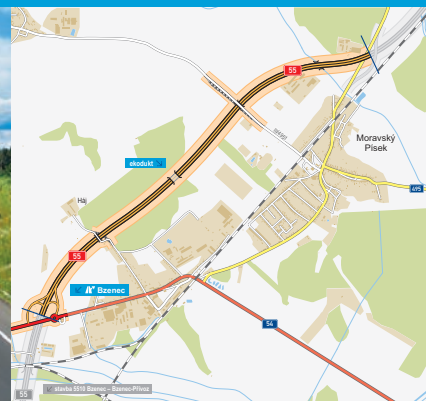 55
Moravský
Písek
ekodukt
495
Háj
55
Bzenec
54
stavba 5510 Bzenec – Bzenec-Přívoz
55